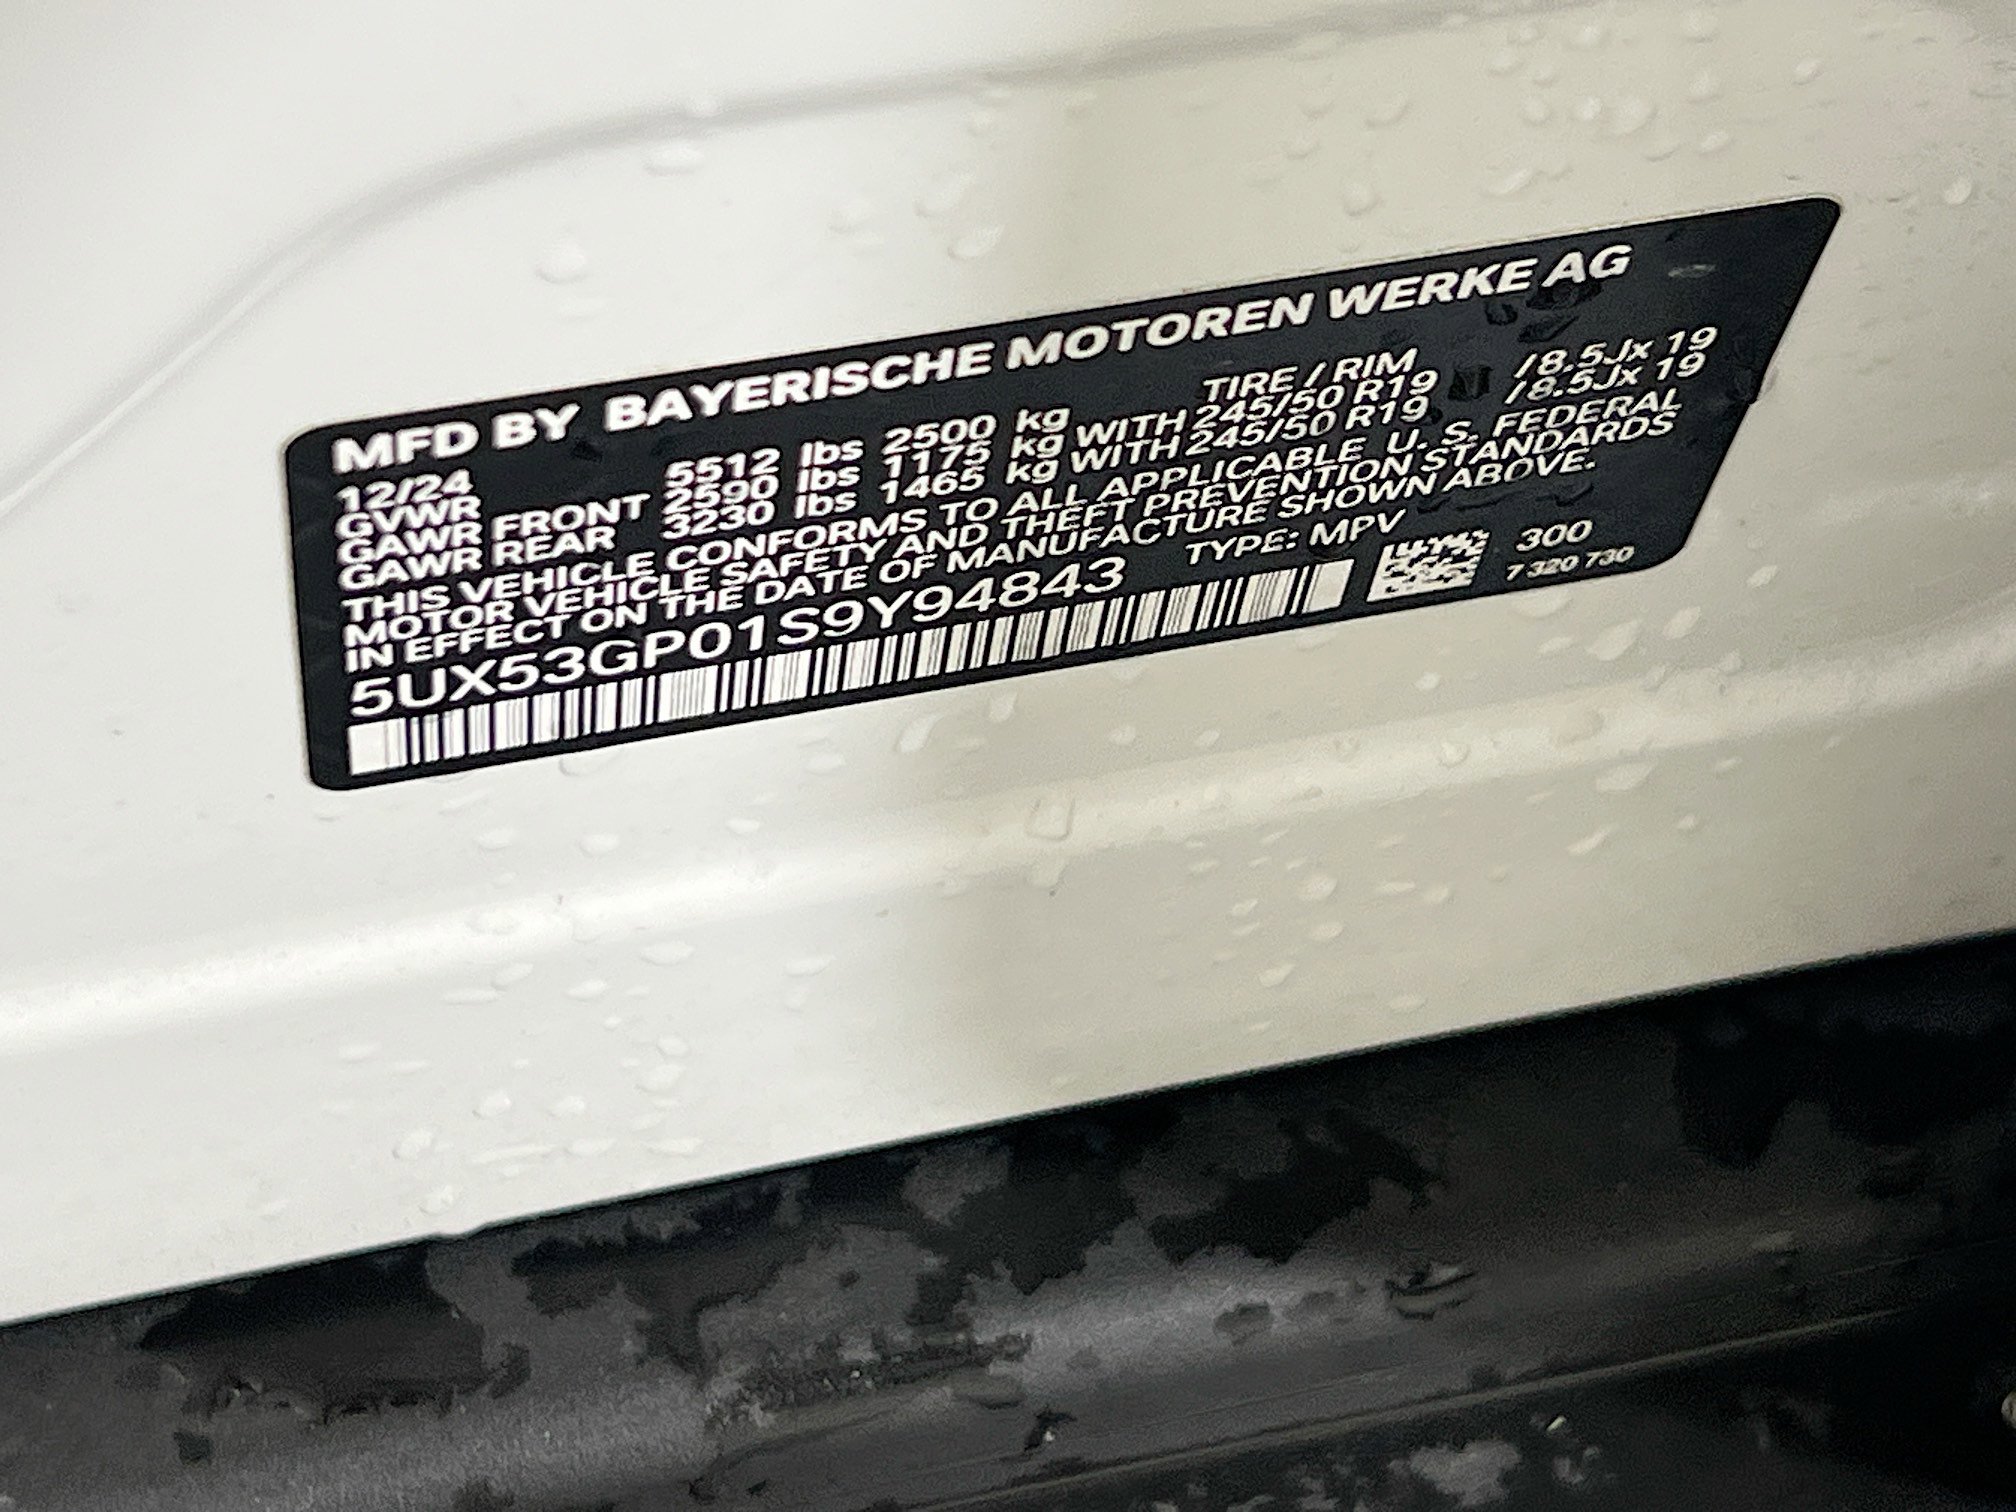 MFD BY BAYERISCHE MOTOREN WERKE AG
12/24 TIRE / RIM
GVWR 5512 lbs 2500 kg
GAWR FRONT 2590 lbs 1175 kg WITH 245/50 R19 /8.5Jx 19
GAWR REAR 3230 lbs 1465 kg WITH 245/50 R19 /8.5Jx 19
THIS VEHICLE CONFORMS TO ALL APPLICABLE U. S. FEDERAL
MOTOR VEHICLE SAFETY AND THEFT PREVENTION STANDARDS
IN EFFECT ON THE DATE OF MANUFACTURE SHOWN ABOVE.
5UX53GP01S9Y94843 TYPE: MPV
300
7 320 730